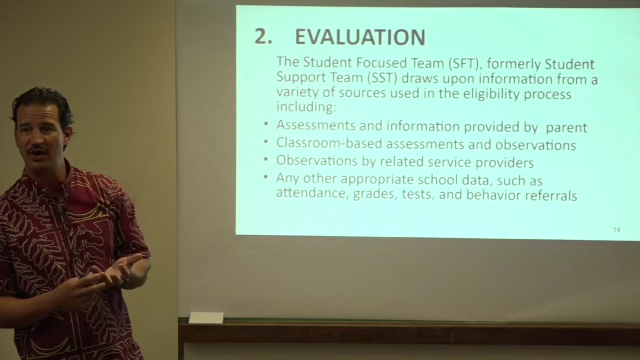 2. EVALUATION
The Student Focused Team (SFT), formerly Student
Support Team (SST) draws upon information from a
variety of sources used in the eligibility process
including:
• Assessments and information provided by parent
• Classroom-based assessments and observations
• Observations by related service providers
• Any other appropriate school data, such as
attendance, grades, tests, and behavior referrals
14